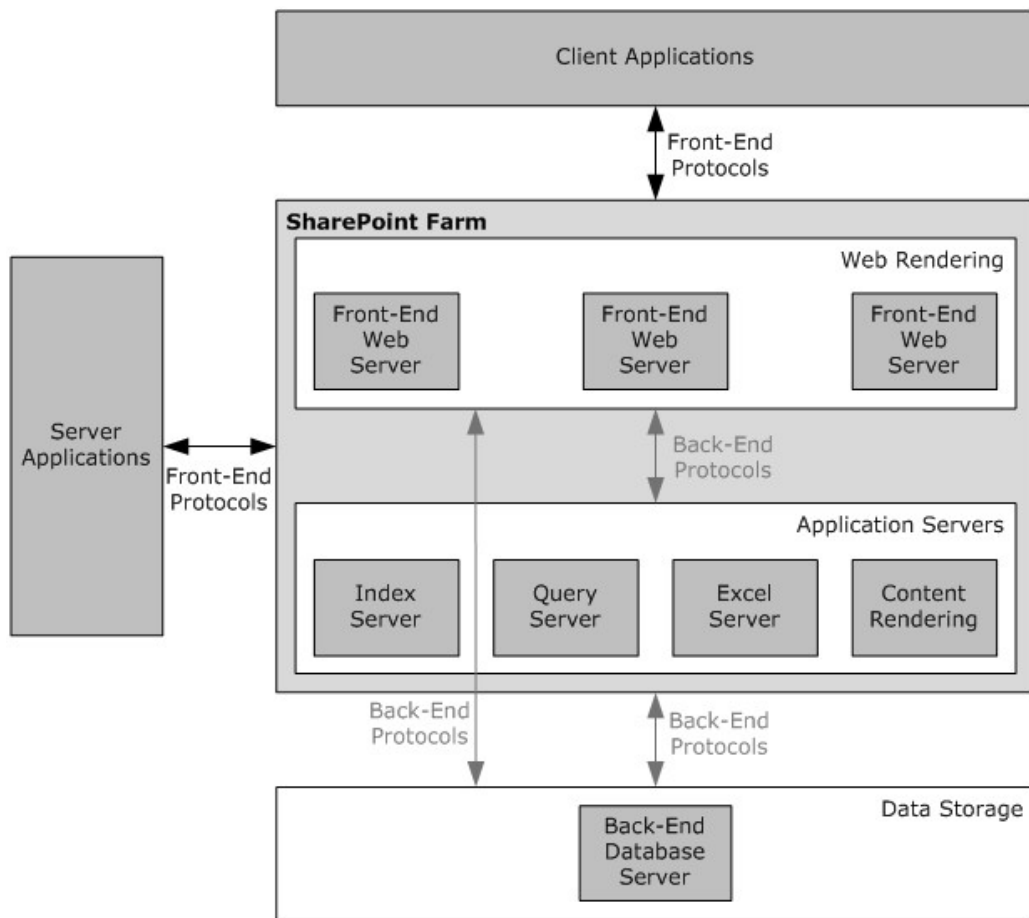 Client Applications
Front-End
Protocols
SharePoint Farm
Web Rendering
Front-End
Web
Server
Front-End
Web
Server
Front-End
Web
Server
Server
Applications
Front-End
Protocols
Back-End
Protocols
Application Servers
Index
Server
Query
Server
Excel
Server
Content
Rendering
Back-End
Protocols
Back-End
Protocols
Data Storage
Back-End
Database
Server